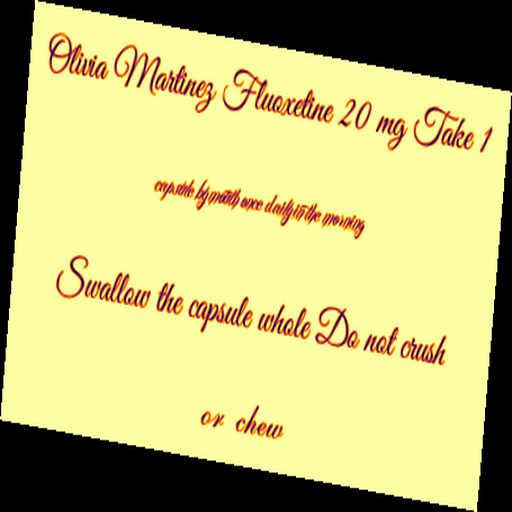 Olivia Martinez Fluoxetine 20 mg Take 1
capsule by mouth once daily in the morning
Swallow the capsule whole Do not crush
or chew